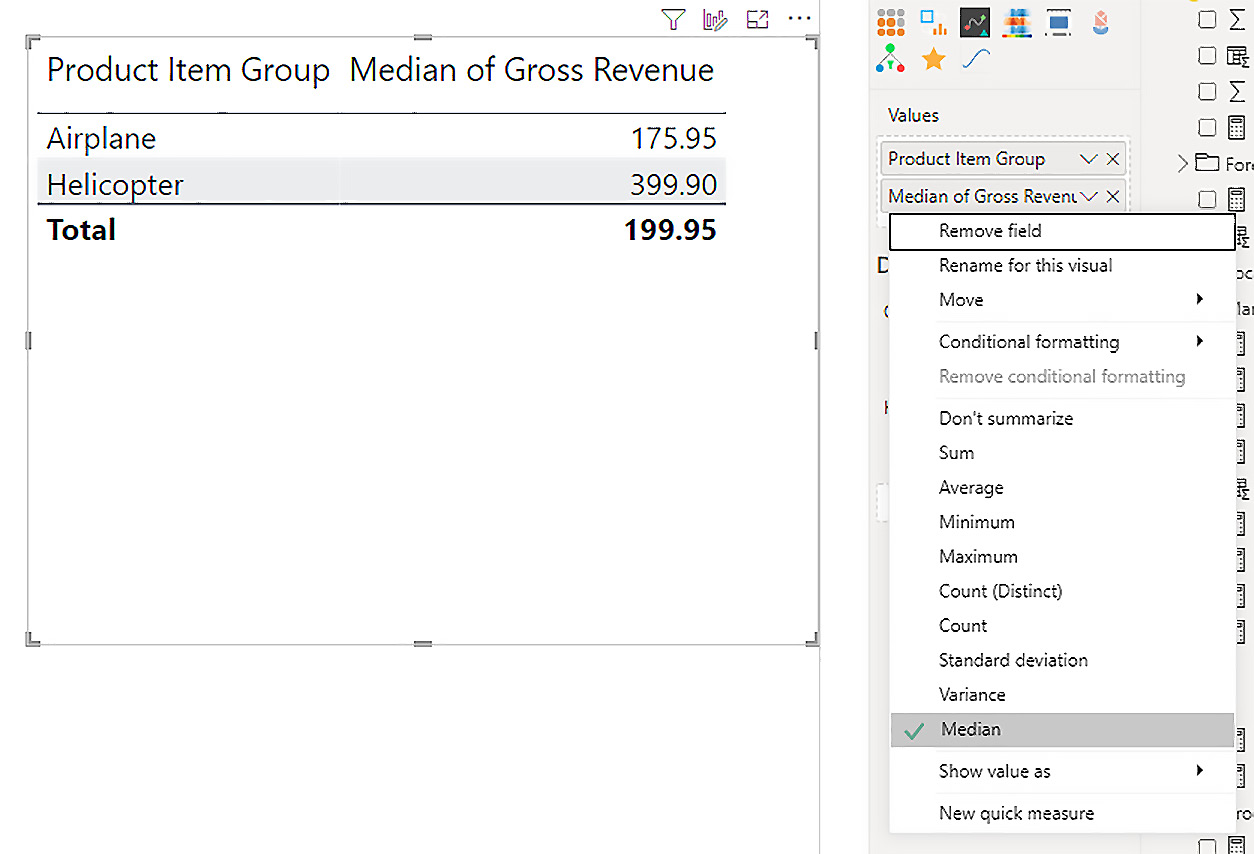 Product Item Group Median of Gross Revenue
Airplane 175.95
Helicopter 399.90
Total 199.95
Values
Product Item Group
Median of Gross Revenu
Remove field
Rename for this visual
Move
Conditional formatting
Remove conditional formatting
Don't summarize
Sum
Average
Minimum
Maximum
Count (Distinct)
Count
Standard deviation
Variance
Median
Show value as
New quick measure
For